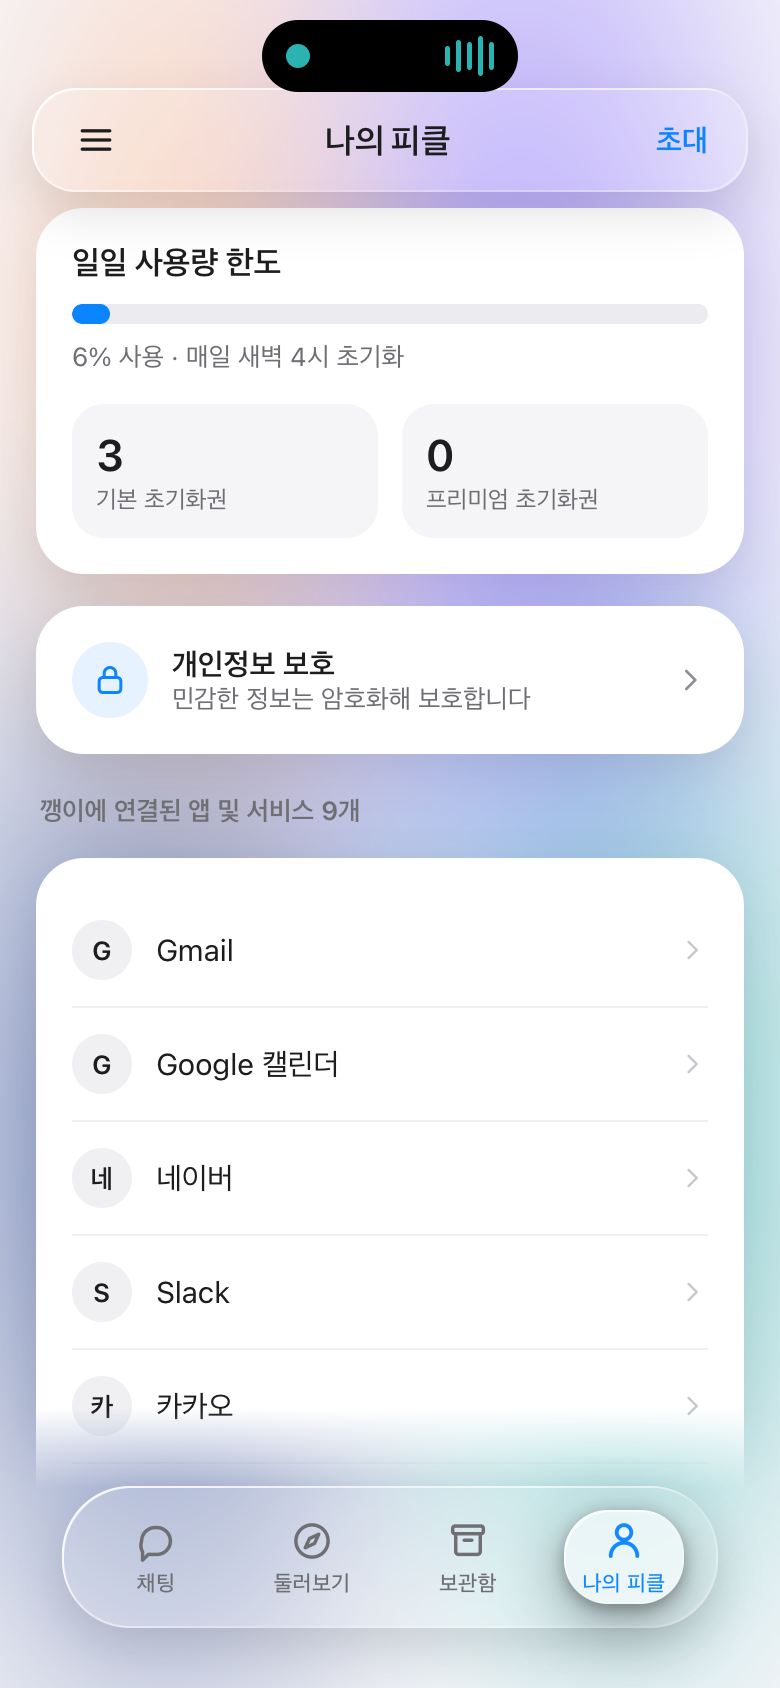 나의 피클
초대
일일 사용량 한도
6% 사용 · 매일 새벽 4시 초기화
3
기본 초기화권
0
프리미엄 초기화권
개인정보 보호
민감한 정보는 암호화해 보호합니다
깽이에 연결된 앱 및 서비스 9개
G Gmail
G Google 캘린더
네 네이버
S Slack
카 카카오
채팅
둘러보기
보관함
나의 피클